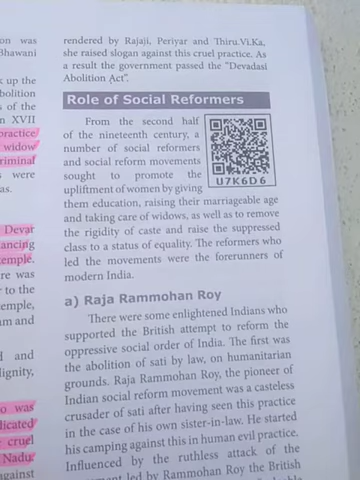 on was
Bhawani
k up the
bolition
s of the
n XVII
practice
widow
riminal
were
as.
Devar
ancing
emple.
re was
r to the
emple,
am and
l and
lignity,
o was
licated
cruel
Nadu.
against
rendered by Rajaji, Periyar and Thiru.Vi.Ka,
she raised slogan against this cruel practice. As
a result the government passed the “Devadasi
Abolition Act”.
Role of Social Reformers
From the second half
of the nineteenth century, a
number of social reformers
and social reform movements
sought to promote the
upliftment of women by giving
them education, raising their marriageable age
and taking care of widows, as well as to remove
the rigidity of caste and raise the suppressed
class to a status of equality. The reformers who
led the movements were the forerunners of
modern India.
U7K6D6
a) Raja Rammohan Roy
There were some enlightened Indians who
supported the British attempt to reform the
oppressive social order of India. The first was
the abolition of sati by law, on humanitarian
grounds. Raja Rammohan Roy, the pioneer of
Indian social reform movement was a casteless
crusader of sati after having seen this practice
in the case of his own sister-in-law. He started
his camping against this in human evil practice.
Influenced by the ruthless attack of the
led by Rammohan Roy the British